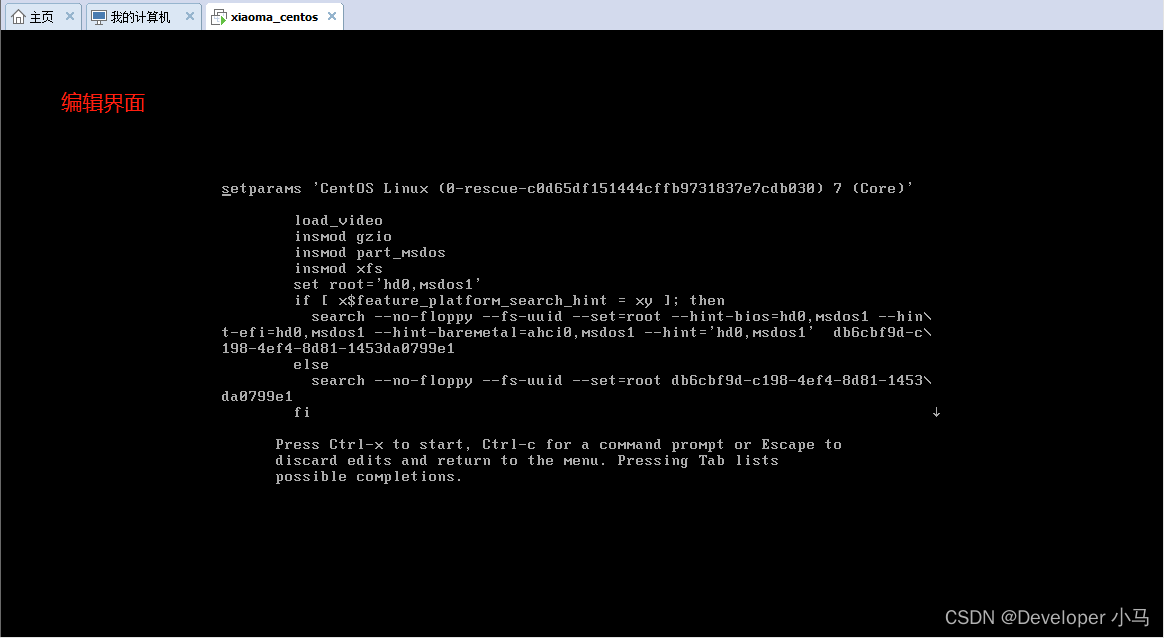 主页 我的计算机 xiaoma_centos
编辑界面
setparams 'CentOS Linux (0-rescue-c0d65df151444cffb9731837e7cdb030) 7 (Core)'
load_video
insmod gzio
insmod part_msdos
insmod xfs
set root='hd0,msdos1'
if [ x$feature_platform_search_hint = xy ]; then
search --no-floppy --fs-uuid --set=root --hint-bios=hd0,msdos1 --hin\
t-efi=hd0,msdos1 --hint-baremetal=ahci0,msdos1 --hint='hd0,msdos1'  db6cbf9d-c\
198-4ef4-8d81-1453da0799e1
else
search --no-floppy --fs-uuid --set=root db6cbf9d-c198-4ef4-8d81-1453\
da0799e1
fi ↓
Press Ctrl-x to start, Ctrl-c for a command prompt or Escape to
discard edits and return to the menu. Pressing Tab lists
possible completions.
CSDN @Developer 小马